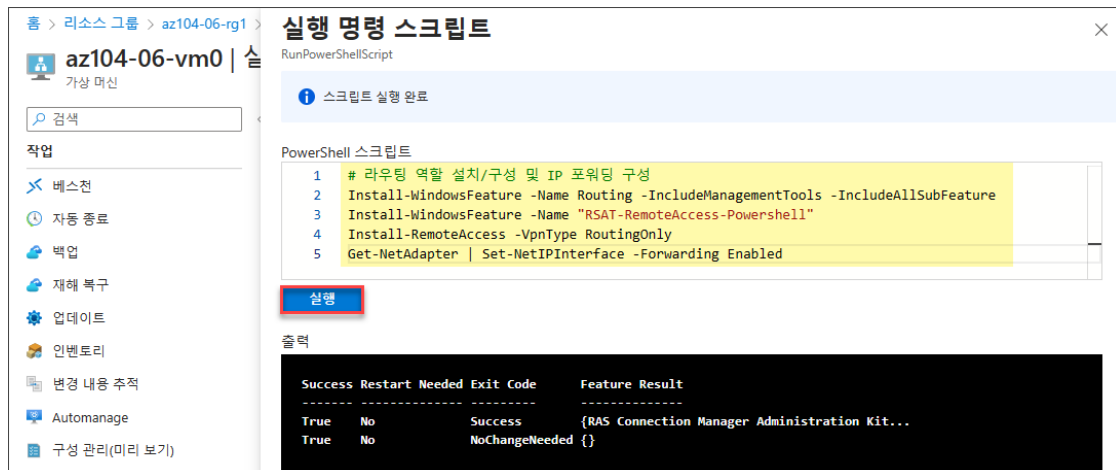 홈 > 리소스 그룹 > az104-06-rg1 >
az104-06-vm0 | 실
가상 머신
검색
작업
베스천
자동 종료
백업
재해 복구
업데이트
인벤토리
변경 내용 추적
Automanage
구성 관리(미리 보기)
실행 명령 스크립트
RunPowerShellScript
스크립트 실행 완료
PowerShell 스크립트
1 # 라우팅 역할 설치/구성 및 IP 포워딩 구성
2 Install-WindowsFeature -Name Routing -IncludeManagementTools -IncludeAllSubFeature
3 Install-WindowsFeature -Name "RSAT-RemoteAccess-Powershell"
4 Install-RemoteAccess -VpnType RoutingOnly
5 Get-NetAdapter | Set-NetIPInterface -Forwarding Enabled
실행
출력
Success Restart Needed Exit Code Feature Result
------- -------------- --------- --------------
True No Success {RAS Connection Manager Administration Kit...
True No NoChangeNeeded {}